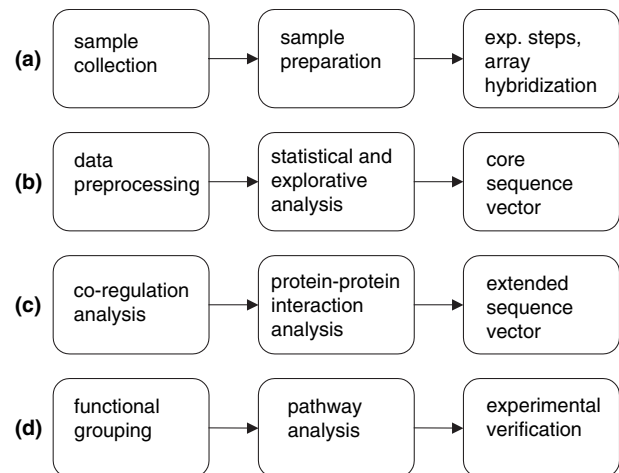 (a)
sample
collection
sample
preparation
exp. steps,
array
hybridization
(b)
data
preprocessing
statistical and
explorative
analysis
core
sequence
vector
(c)
co-regulation
analysis
protein-protein
interaction
analysis
extended
sequence
vector
(d)
functional
grouping
pathway
analysis
experimental
verification